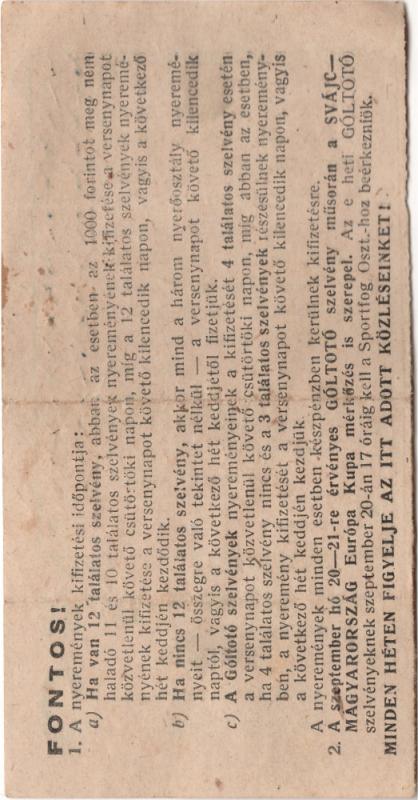 FONTOS!
1. A nyeremények kifizetési időpontja:
a) Ha van 12 találatos szelvény, abban az esetben az 1000 forintot meg nem
haladó 11 és 10 találatos szelvények nyereményének kifizetése a versenynapot
közvetlenül követő csütörtöki napon, míg a 12 találatos szelvények nyeremé-
nyének kifizetése a versenynapot követő kilencedik napon, vagyis a következő
hét keddjén kezdődik.
b) Ha nincs 12 találatos szelvény, akkor mind a három nyerőosztály nyeremé-
nyeit — összegre való tekintet nélkül — a versenynapot követő kilencedik
naptól, vagyis a következő hét keddjétől fizetjük.
c) A Góltotó szelvények nyereményeinek a kifizetését 4 találatos szelvény esetén
a versenynapot közvetlenül követő csütörtöki napon, míg abban az esetben,
ha 4 találatos szelvény nincs és a 3 találatos szelvények részesülnek nyeremény-
ben, a nyeremény kifizetését a versenynapot követő kilencedik napon, vagyis
a következő hét keddjén kezdjük.
A nyeremények minden esetben készpénzben kerülnek kifizetésre.
2. A szeptember hó 20—21-re érvényes GÓLTOTÓ szelvény műsorán a SVÁJC—
MAGYARORSZÁG Európa Kupa mérkőzés is szerepel. Az e heti GÓLTOTÓ
szelvényeknek szeptember 20-án 17 óráig kell a Sportfog Oszt.-hoz beérkezniök.
MINDEN HÉTEN FIGYELJE AZ ITT ADOTT KÖZLÉSEINKET!